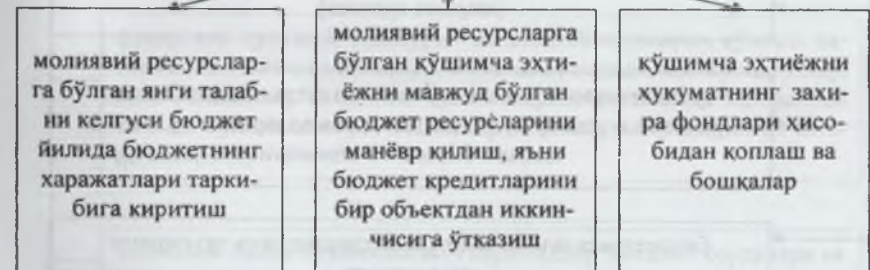 молиявий ресурслар-
га бўлган янги талаб-
ни келгуси бюджет
йилида бюджетнинг
харажатлари тарки-
бига киритиш
молиявий ресурсларга
бўлган қўшимча эҳти-
ёжни мавжуд бўлган
бюджет ресурсларини
манёвр қилиш, яъни
бюджет кредитларини
бир объектдан иккин-
чисига ўтказиш
қўшимча эҳтиёжни
ҳукуматнинг захи-
ра фондлари ҳисо-
бидан қоплаш ва
бошқалар